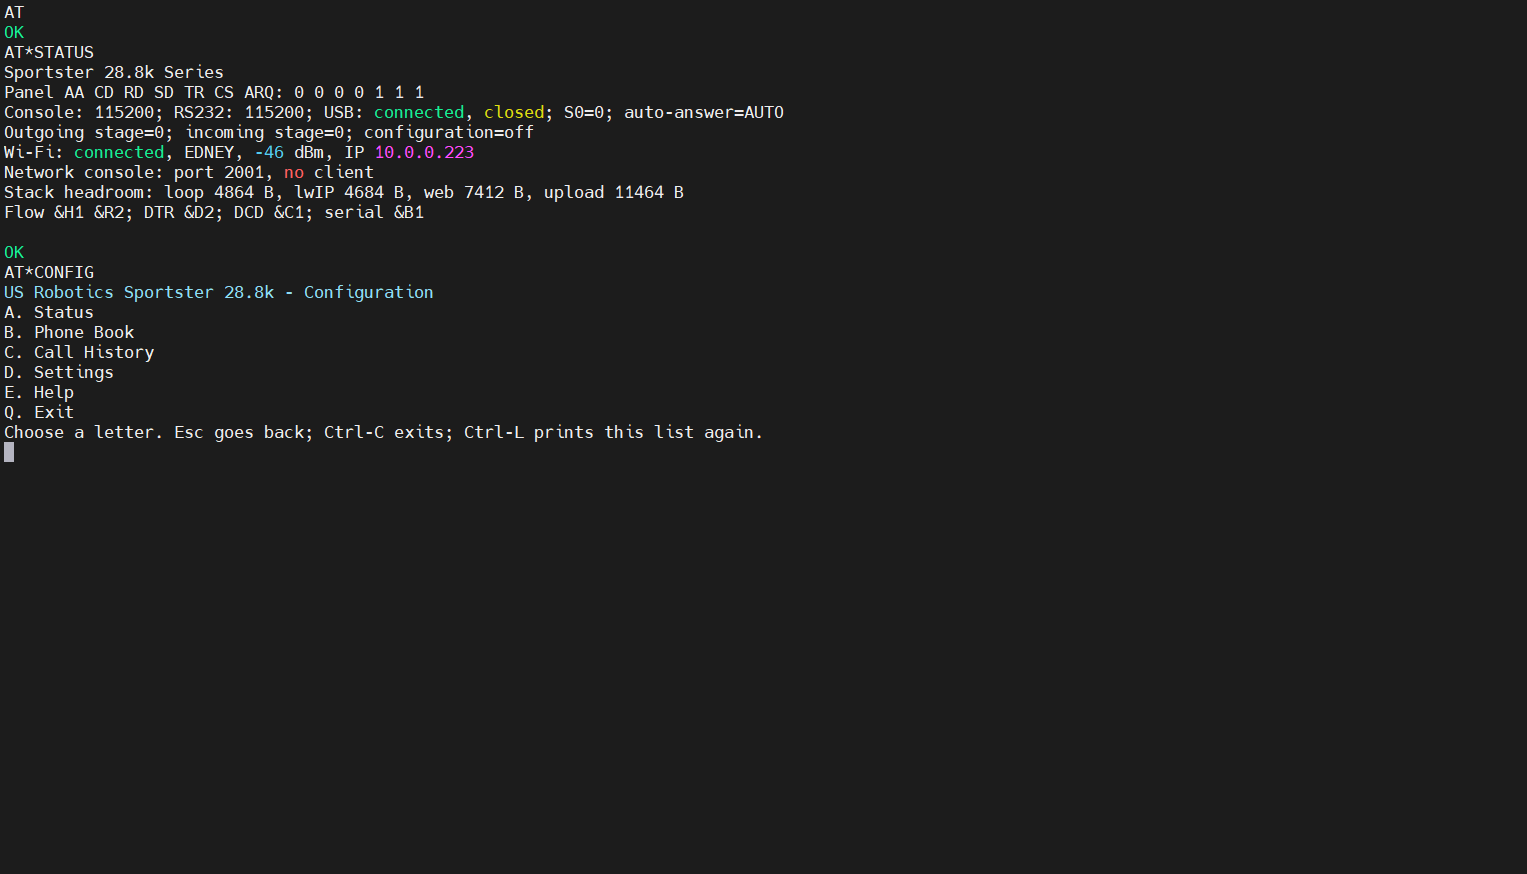 AT
OK
AT*STATUS
Sportster 28.8k Series
Panel AA CD RD SD TR CS ARQ: 0 0 0 0 1 1 1
Console: 115200; RS232: 115200; USB: connected, closed; S0=0; auto-answer=AUTO
Outgoing stage=0; incoming stage=0; configuration=off
Wi-Fi: connected, EDNEY, -46 dBm, IP 10.0.0.223
Network console: port 2001, no client
Stack headroom: loop 4864 B, lwIP 4684 B, web 7412 B, upload 11464 B
Flow &H1 &R2; DTR &D2; DCD &C1; serial &B1
OK
AT*CONFIG
US Robotics Sportster 28.8k - Configuration
A. Status
B. Phone Book
C. Call History
D. Settings
E. Help
Q. Exit
Choose a letter. Esc goes back; Ctrl-C exits; Ctrl-L prints this list again.